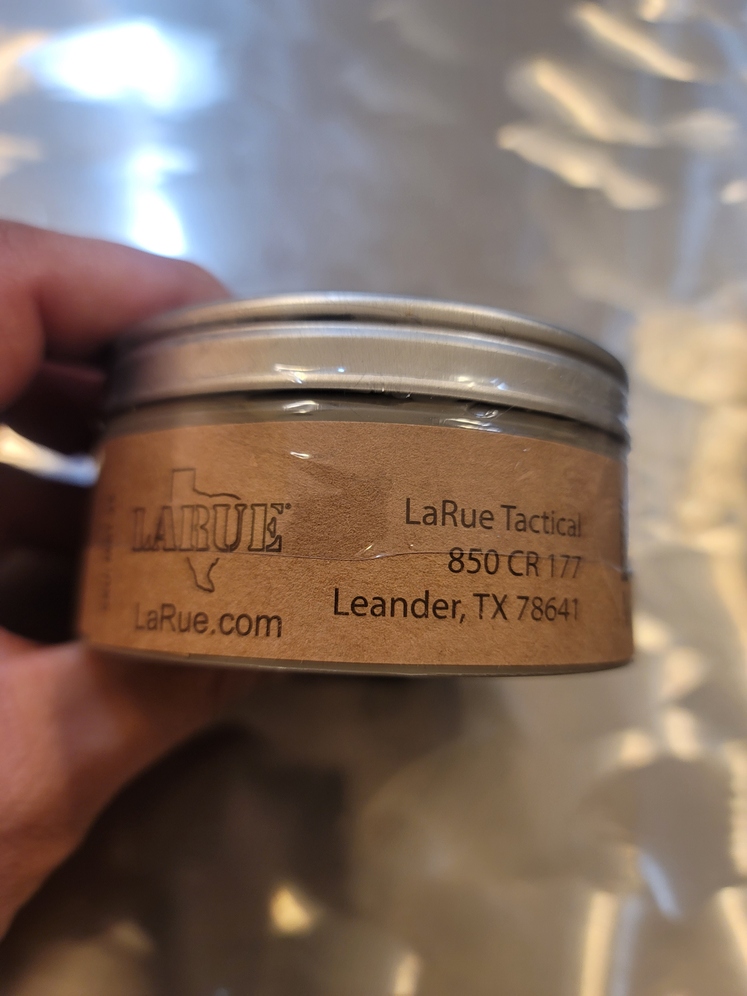 LARUE®
LaRue.com
LaRue Tactical
850 CR 177
Leander, TX 78641